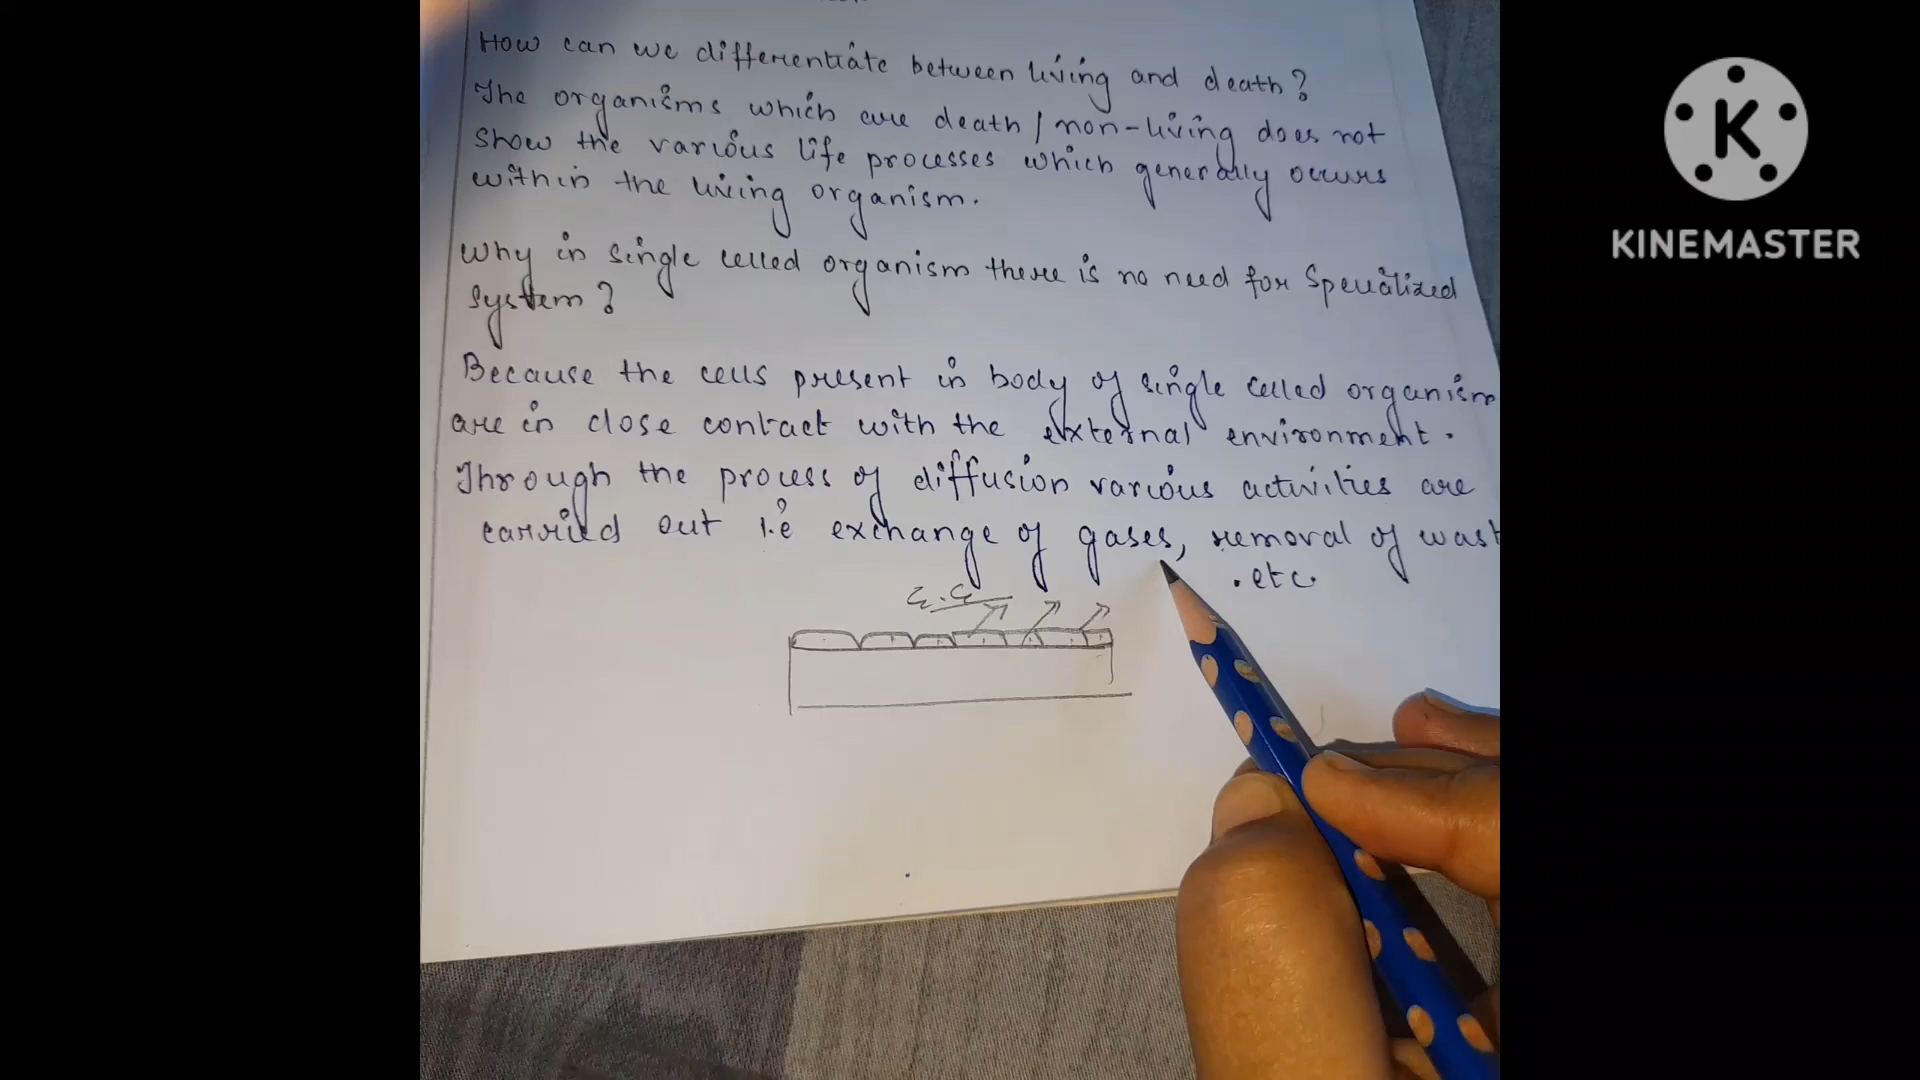 How can we differentiate between living and death?
The organisms which are death/non-living does not
show the various life processes which generally occurs
within the living organism.
Why in single celled organism there is no need for specialized
system?
Because the cells present in body of single celled organism
are in close contact with the external environment.
Through the process of diffusion various activities are
carried out i.e exchange of gases, removal of wast
.etc.
K
KINEMASTER